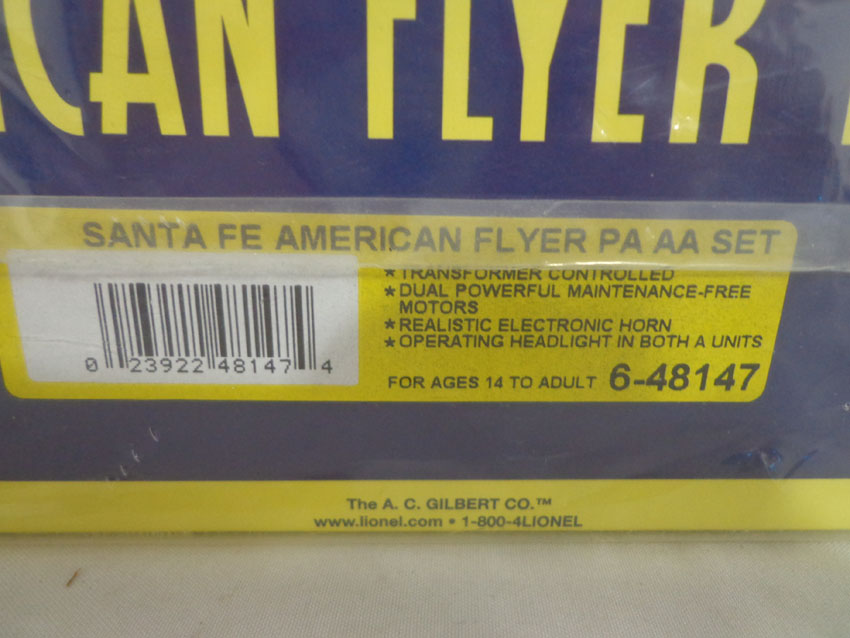 ICAN FLYER
SANTA FE AMERICAN FLYER PA AA SET
* TRANSFORMER CONTROLLED
* DUAL POWERFUL MAINTENANCE-FREE
MOTORS
* REALISTIC ELECTRONIC HORN
* OPERATING HEADLIGHT IN BOTH A UNITS
0 23922 48147 4
FOR AGES 14 TO ADULT 6-48147
The A. C. GILBERT CO.™
www.lionel.com • 1-800-4LIONEL